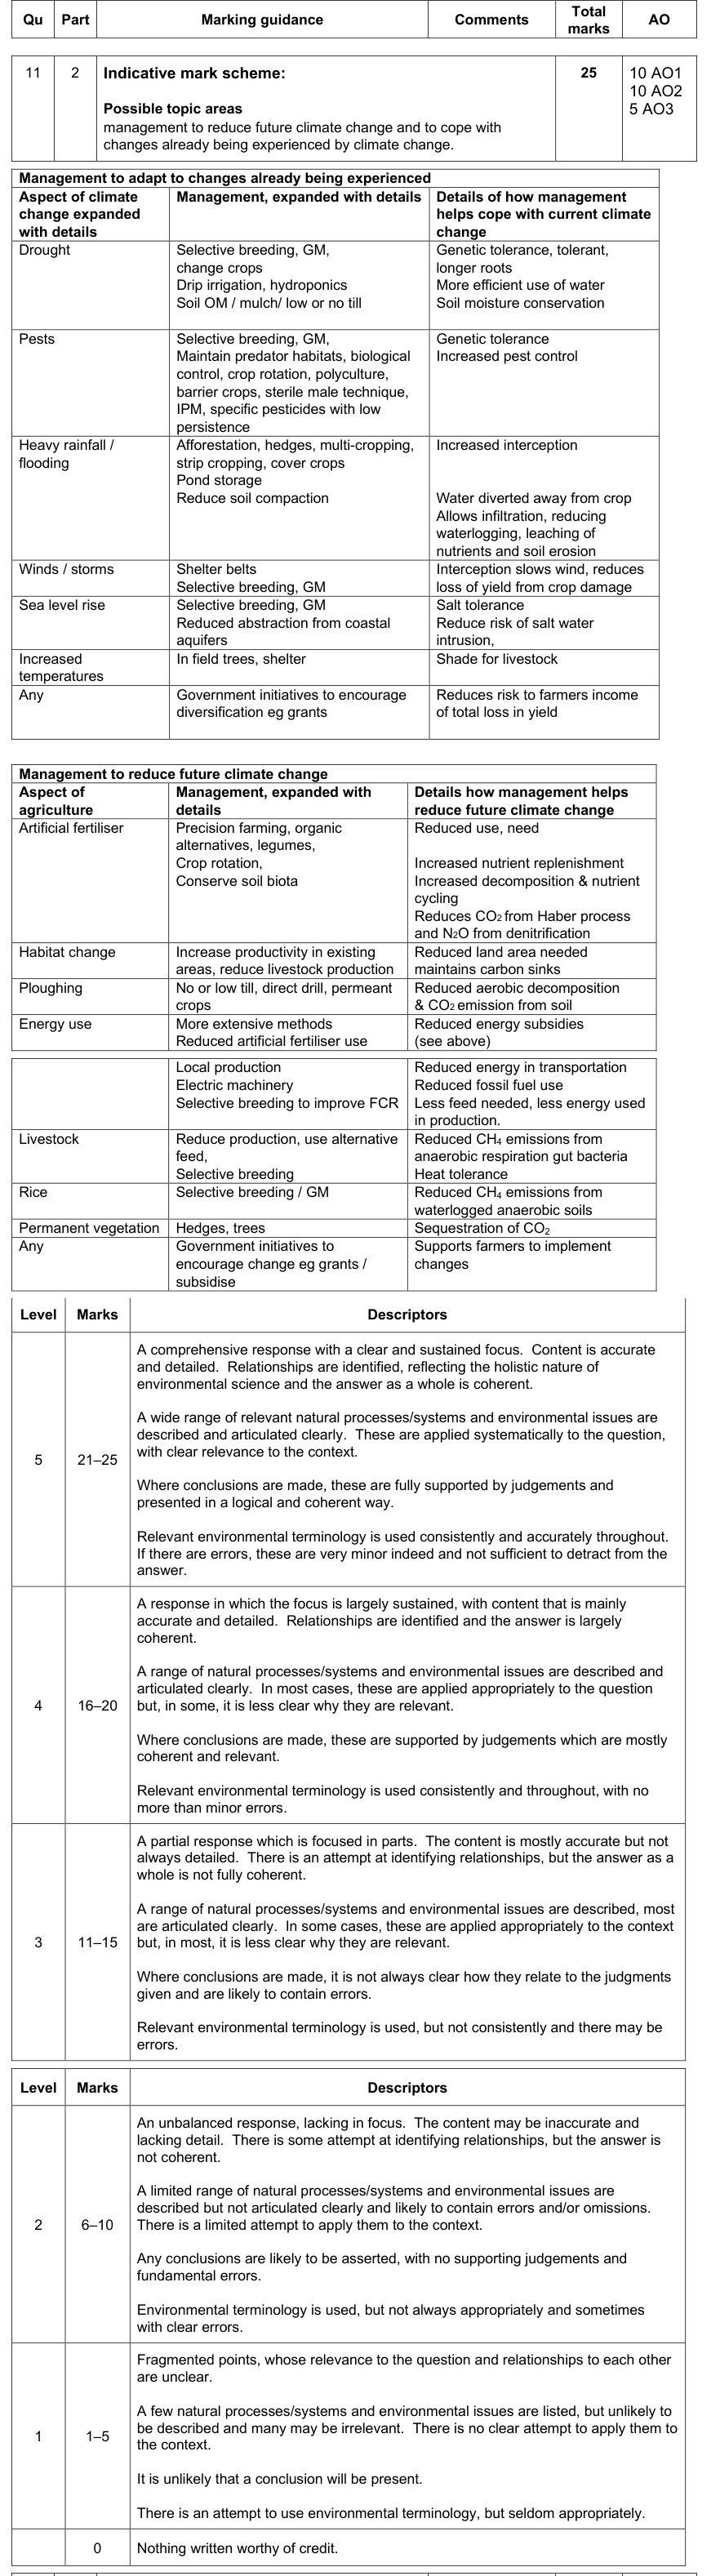 Qu Part Marking guidance Comments Total marks AO
11 2 Indicative mark scheme: 25 10 AO1
10 AO2
Possible topic areas 5 AO3
management to reduce future climate change and to cope with
changes already being experienced by climate change.
Management to adapt to changes already being experienced
Aspect of climate change expanded with details Management, expanded with details Details of how management helps cope with current climate change
Drought
Selective breeding, GM,
change crops
Drip irrigation, hydroponics
Soil OM / mulch/ low or no till
Genetic tolerance, tolerant,
longer roots
More efficient use of water
Soil moisture conservation
Pests
Selective breeding, GM,
Maintain predator habitats, biological
control, crop rotation, polyculture,
barrier crops, sterile male technique,
IPM, specific pesticides with low
persistence
Genetic tolerance
Increased pest control
Heavy rainfall /
flooding
Afforestation, hedges, multi-cropping,
strip cropping, cover crops
Pond storage
Reduce soil compaction
Increased interception
Water diverted away from crop
Allows infiltration, reducing
waterlogging, leaching of
nutrients and soil erosion
Winds / storms
Shelter belts
Selective breeding, GM
Interception slows wind, reduces
loss of yield from crop damage
Sea level rise
Selective breeding, GM
Reduced abstraction from coastal
aquifers
Salt tolerance
Reduce risk of salt water
intrusion,
Increased
temperatures
In field trees, shelter
Shade for livestock
Any
Government initiatives to encourage
diversification eg grants
Reduces risk to farmers income
of total loss in yield
Management to reduce future climate change
Aspect of
agriculture
Management, expanded with
details
Details how management helps
reduce future climate change
Artificial fertiliser
Precision farming, organic
alternatives, legumes,
Crop rotation,
Conserve soil biota
Reduced use, need
Increased nutrient replenishment
Increased decomposition & nutrient
cycling
Reduces CO2 from Haber process
and N2O from denitrification
Habitat change
Increase productivity in existing
areas, reduce livestock production
Reduced land area needed
maintains carbon sinks
Ploughing
No or low till, direct drill, permeant
crops
Reduced aerobic decomposition
& CO2 emission from soil
Energy use
More extensive methods
Reduced artificial fertiliser use
Reduced energy subsidies
(see above)
Local production
Electric machinery
Selective breeding to improve FCR
Reduced energy in transportation
Reduced fossil fuel use
Less feed needed, less energy used
in production.
Livestock
Reduce production, use alternative
feed,
Selective breeding
Reduced CH4 emissions from
anaerobic respiration gut bacteria
Heat tolerance
Rice
Selective breeding / GM
Reduced CH4 emissions from
waterlogged anaerobic soils
Permanent vegetation
Hedges, trees
Sequestration of CO2
Any
Government initiatives to
encourage change eg grants /
subsidise
Supports farmers to implement
changes
Level Marks Descriptors
5 21–25
A comprehensive response with a clear and sustained focus. Content is accurate
and detailed. Relationships are identified, reflecting the holistic nature of
environmental science and the answer as a whole is coherent.
A wide range of relevant natural processes/systems and environmental issues are
described and articulated clearly. These are applied systematically to the question,
with clear relevance to the context.
Where conclusions are made, these are fully supported by judgements and
presented in a logical and coherent way.
Relevant environmental terminology is used consistently and accurately throughout.
If there are errors, these are very minor indeed and not sufficient to detract from the
answer.
4 16–20
A response in which the focus is largely sustained, with content that is mainly
accurate and detailed. Relationships are identified and the answer is largely
coherent.
A range of natural processes/systems and environmental issues are described and
articulated clearly. In most cases, these are applied appropriately to the question
but, in some, it is less clear why they are relevant.
Where conclusions are made, these are supported by judgements which are mostly
coherent and relevant.
Relevant environmental terminology is used consistently and throughout, with no
more than minor errors.
3 11–15
A partial response which is focused in parts. The content is mostly accurate but not
always detailed. There is an attempt at identifying relationships, but the answer as a
whole is not fully coherent.
A range of natural processes/systems and environmental issues are described, most
are articulated clearly. In some cases, these are applied appropriately to the context
but, in most, it is less clear why they are relevant.
Where conclusions are made, it is not always clear how they relate to the judgments
given and are likely to contain errors.
Relevant environmental terminology is used, but not consistently and there may be
errors.
Level Marks Descriptors
2 6–10
An unbalanced response, lacking in focus. The content may be inaccurate and
lacking detail. There is some attempt at identifying relationships, but the answer is
not coherent.
A limited range of natural processes/systems and environmental issues are
described but not articulated clearly and likely to contain errors and/or omissions.
There is a limited attempt to apply them to the context.
Any conclusions are likely to be asserted, with no supporting judgements and
fundamental errors.
Environmental terminology is used, but not always appropriately and sometimes
with clear errors.
1 1–5
Fragmented points, whose relevance to the question and relationships to each other
are unclear.
A few natural processes/systems and environmental issues are listed, but unlikely to
be described and many may be irrelevant. There is no clear attempt to apply them to
the context.
It is unlikely that a conclusion will be present.
There is an attempt to use environmental terminology, but seldom appropriately.
0 Nothing written worthy of credit.